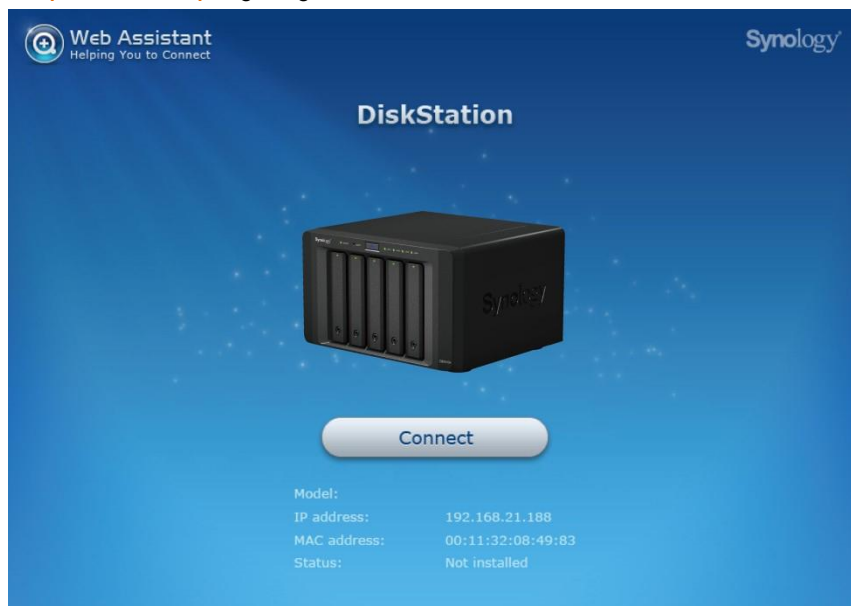 Web Assistant
Helping You to Connect
Synology
DiskStation
Synology
Connect
Model:
IP address: 192.168.21.188
MAC address: 00:11:32:08:49:83
Status: Not installed